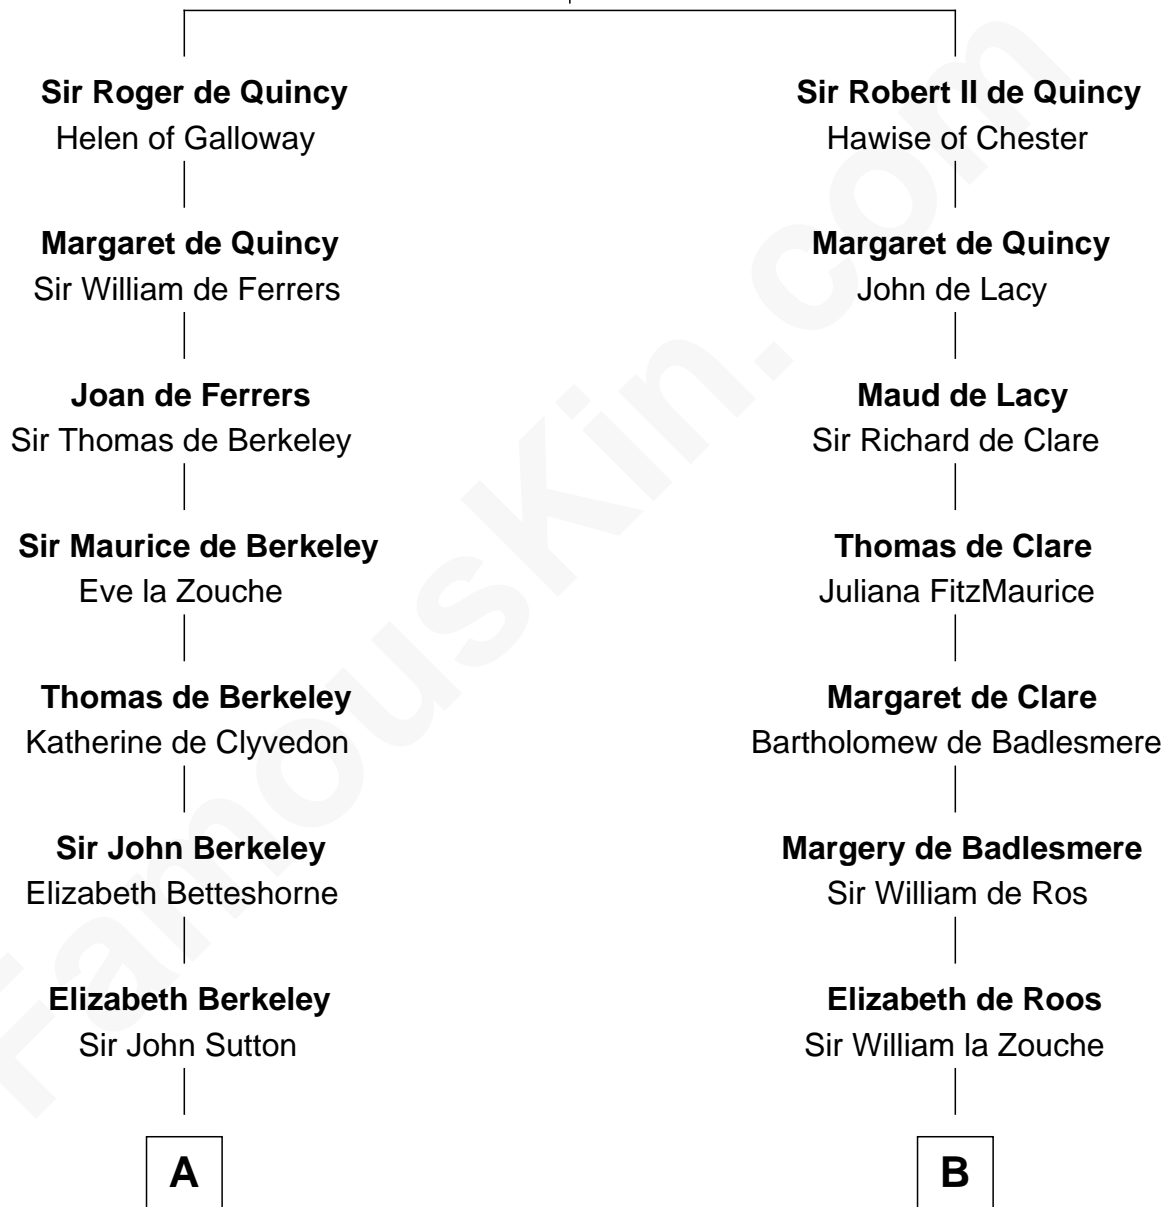 Sir Roger de Quincy
Helen of Galloway
Margaret de Quincy
Sir William de Ferrers
Joan de Ferrers
Sir Thomas de Berkeley
Sir Maurice de Berkeley
Eve la Zouche
Thomas de Berkeley
Katherine de Clyvedon
Sir John Berkeley
Elizabeth Betteshorne
Elizabeth Berkeley
Sir John Sutton
A
Sir Robert II de Quincy
Hawise of Chester
Margaret de Quincy
John de Lacy
Maud de Lacy
Sir Richard de Clare
Thomas de Clare
Juliana FitzMaurice
Margaret de Clare
Bartholomew de Badlesmere
Margery de Badlesmere
Sir William de Ros
Elizabeth de Roos
Sir William la Zouche
B
FamousKin.com